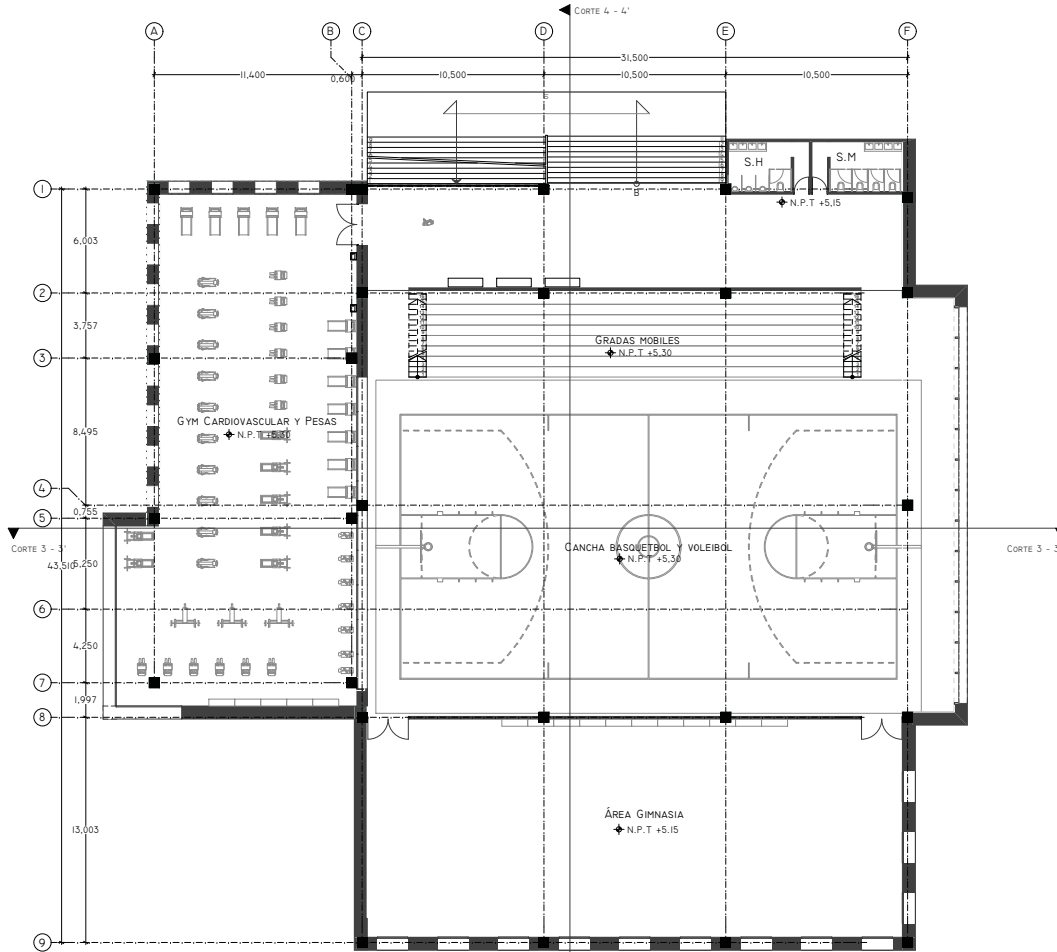 CORTE 4 - 4'
A
B
C
D
E
F
31,500
11,400
0,600
10,500
10,500
10,500
S.H
S.M
N.P.T +5,15
1
6,003
2
3,757
GRADAS MOBILES
N.P.T +5,30
3
8,495
GYM CARDIOVASCULAR Y PESAS
N.P.T +5,30
4
0,755
5
CORTE 3 - 3'
CORTE 3 - 3'
43,510
5,250
CANCHA BASQUETBOL Y VOLEIBOL
N.P.T +5,30
6
4,250
7
1,997
8
13,003
ÁREA GIMNASIA
N.P.T +5.15
9